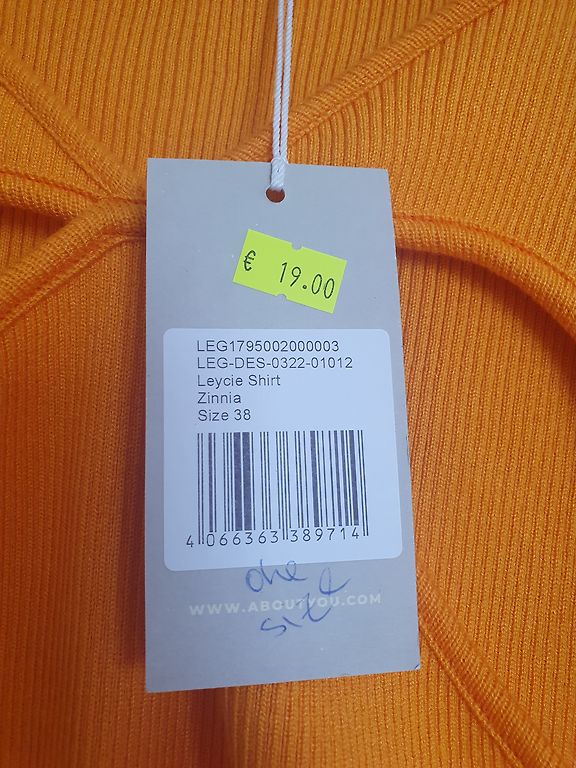 € 19.00
LEG1795002000003
LEG-DES-0322-01012
Leycie Shirt
Zinnia
Size 38
4 066363 389714
one
WWW.ABOUTYOU.COM
size